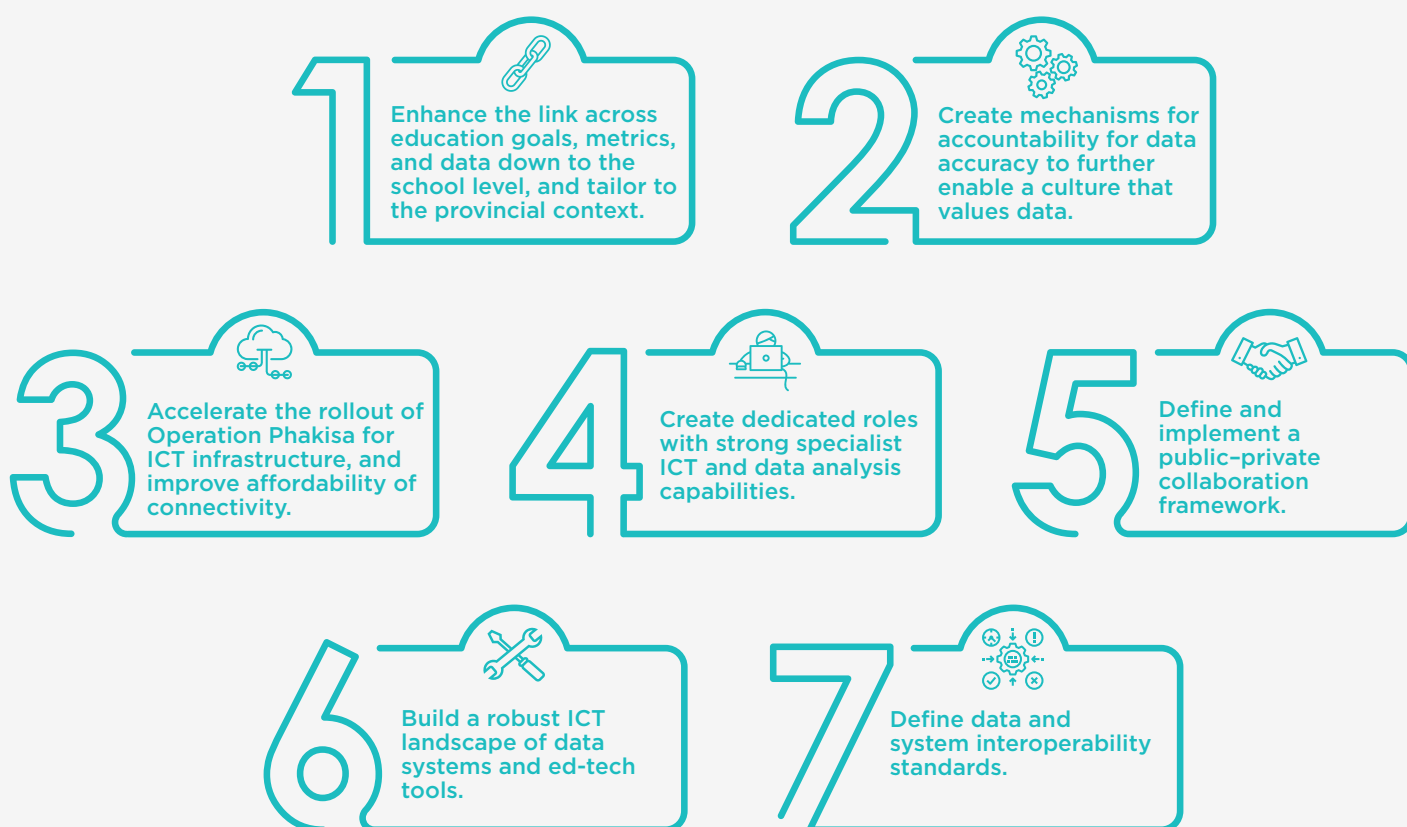 1
Enhance the link across
education goals, metrics,
and data down to the
school level, and tailor to
the provincial context.
2
Create mechanisms for
accountability for data
accuracy to further
enable a culture that
values data.
3
Accelerate the rollout of
Operation Phakisa for
ICT infrastructure, and
improve affordability of
connectivity.
4
Create dedicated roles
with strong specialist
ICT and data analysis
capabilities.
5
Define and
implement a
public–private
collaboration
framework.
6
Build a robust ICT
landscape of data
systems and ed-tech
tools.
7
Define data and
system interoperability
standards.